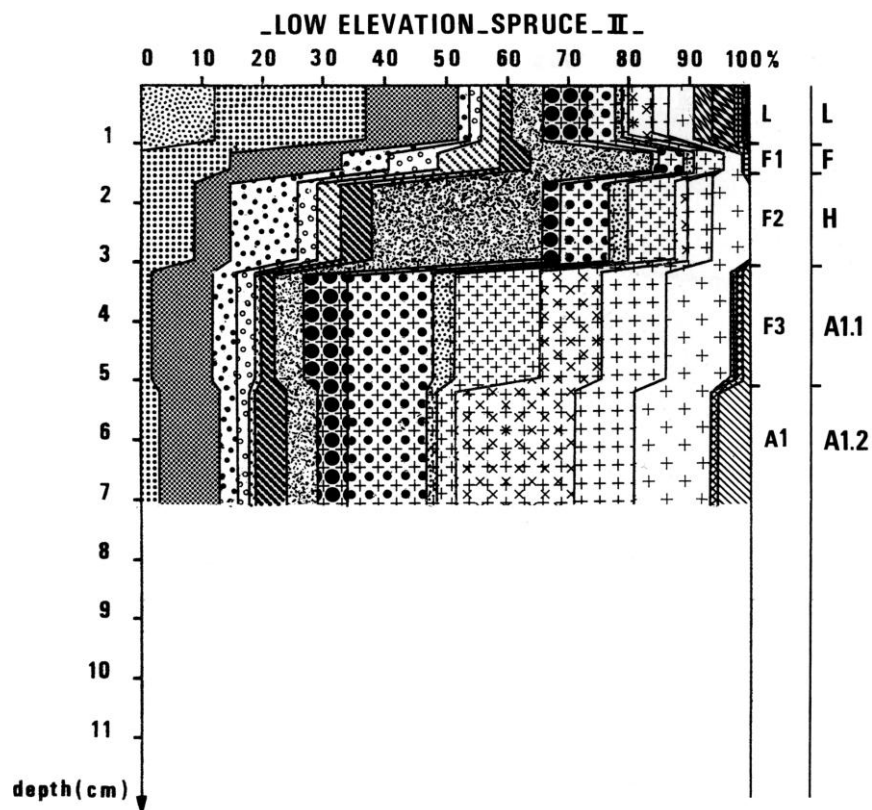 _LOW ELEVATION_SPRUCE_II_
0 10 20 30 40 50 60 70 80 90 100%
L L
1
F1 F
2
F2 H
3
4 F3 A1.1
5
6 A1 A1.2
7
8
9
10
11
depth(cm)